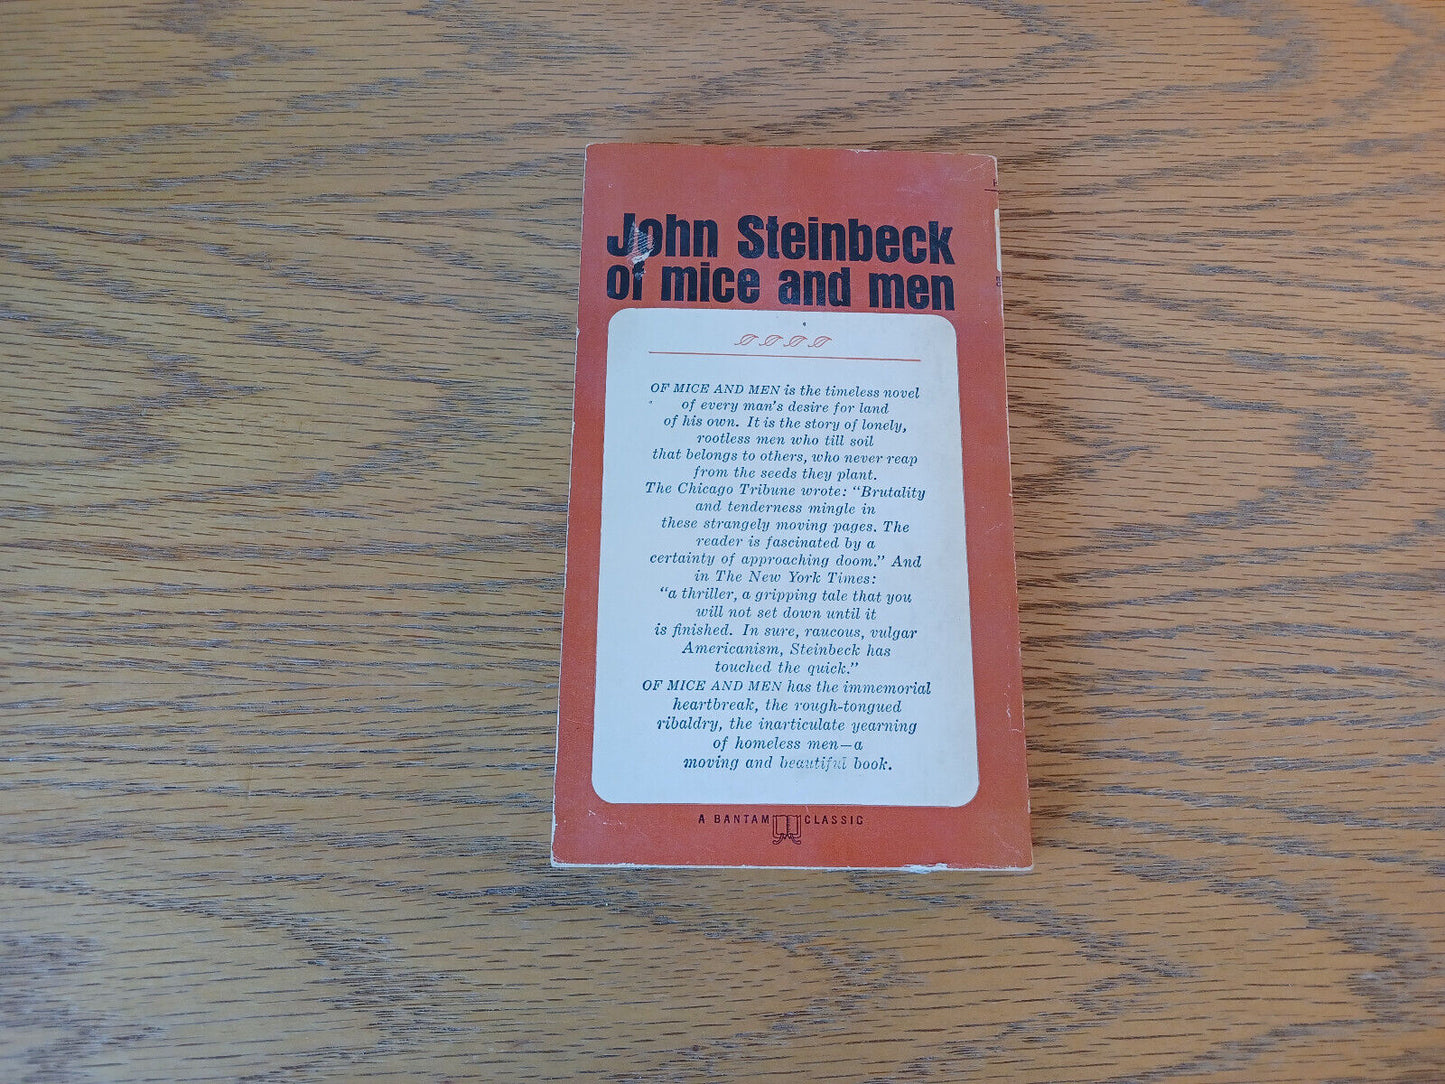 John Steinbeck
of mice and men
OF MICE AND MEN is the timeless novel
of every man's desire for land
of his own. It is the story of lonely,
rootless men who till soil
that belongs to others, who never reap
from the seeds they plant.
The Chicago Tribune wrote: "Brutality
and tenderness mingle in
these strangely moving pages. The
reader is fascinated by a
certainty of approaching doom." And
in The New York Times:
"a thriller, a gripping tale that you
will not set down until it
is finished. In sure, raucous, vulgar
Americanism, Steinbeck has
touched the quick."
OF MICE AND MEN has the immemorial
heartbreak, the rough-tongued
ribaldry, the inarticulate yearning
of homeless men—a
moving and beautiful book.
A BANTAM CLASSIC